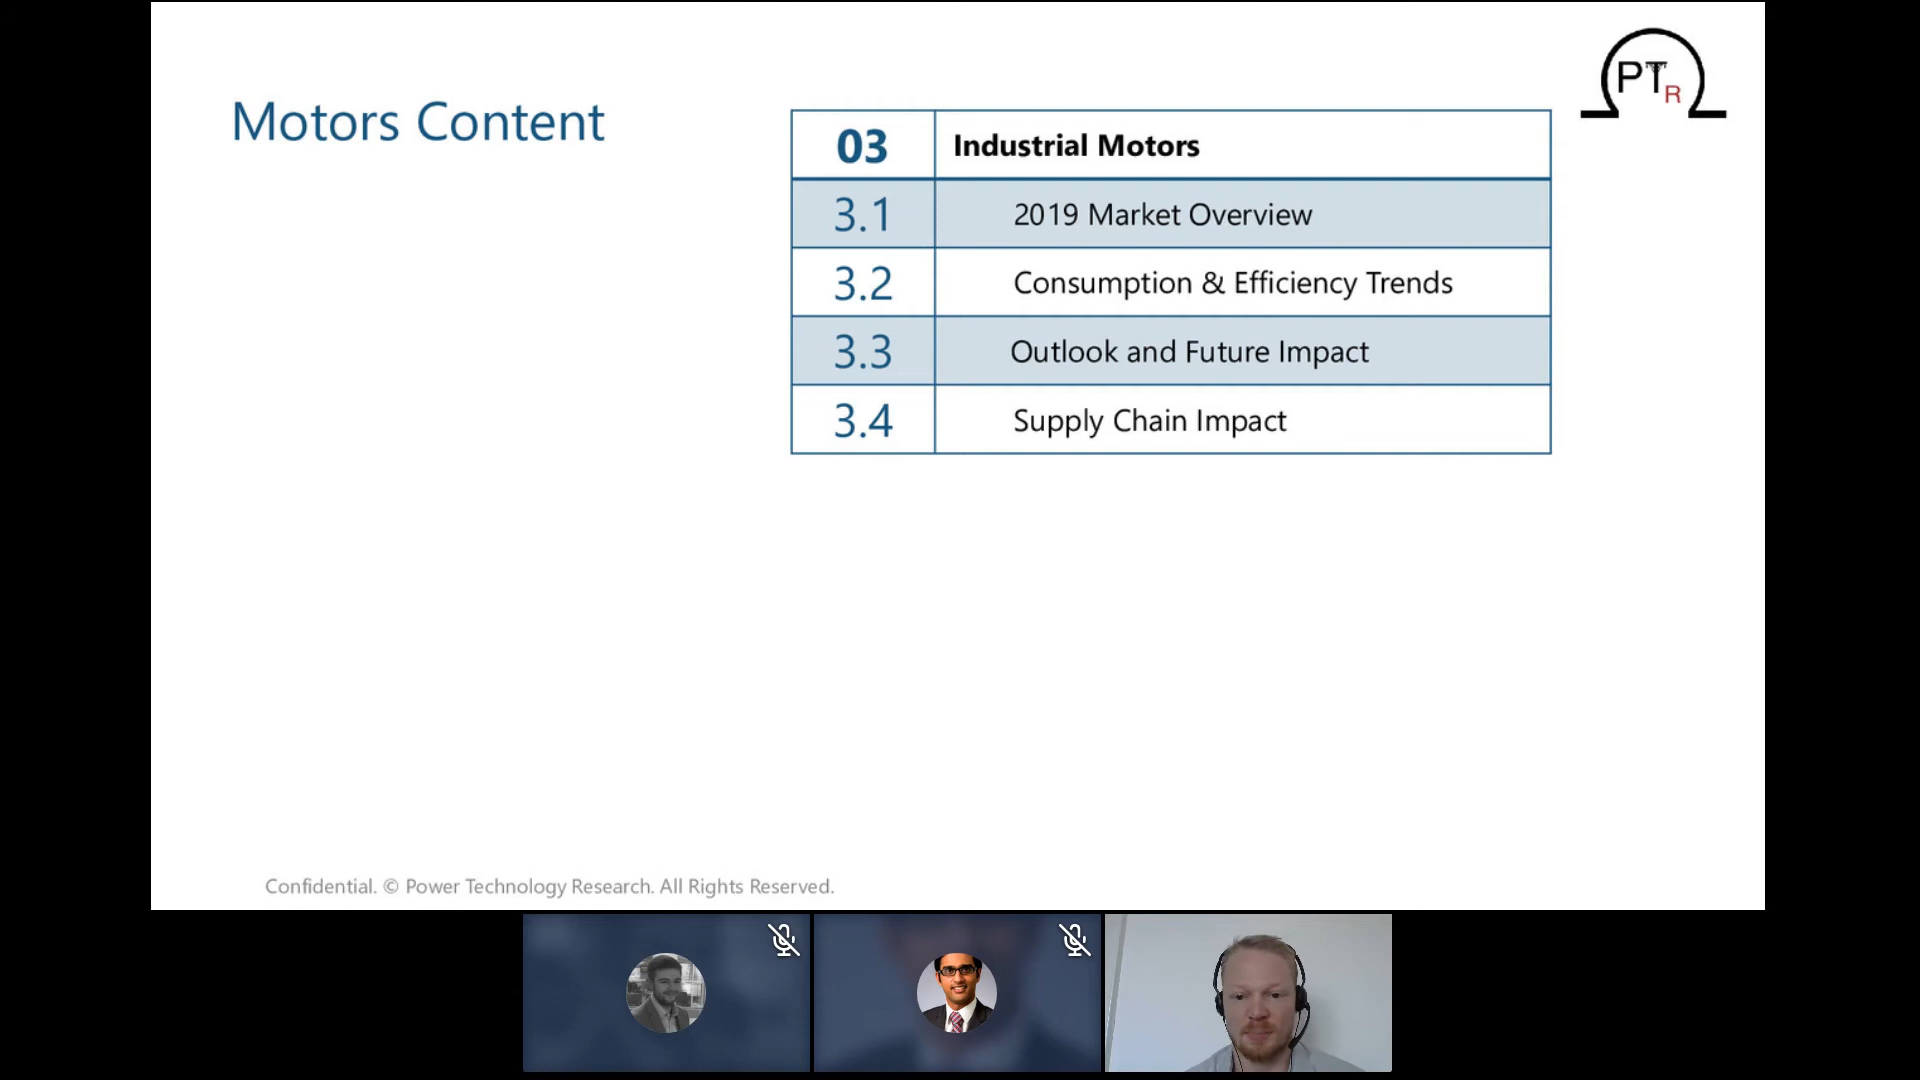 PTR
Motors Content
03 Industrial Motors
3.1 2019 Market Overview
3.2 Consumption & Efficiency Trends
3.3 Outlook and Future Impact
3.4 Supply Chain Impact
Confidential. © Power Technology Research. All Rights Reserved.